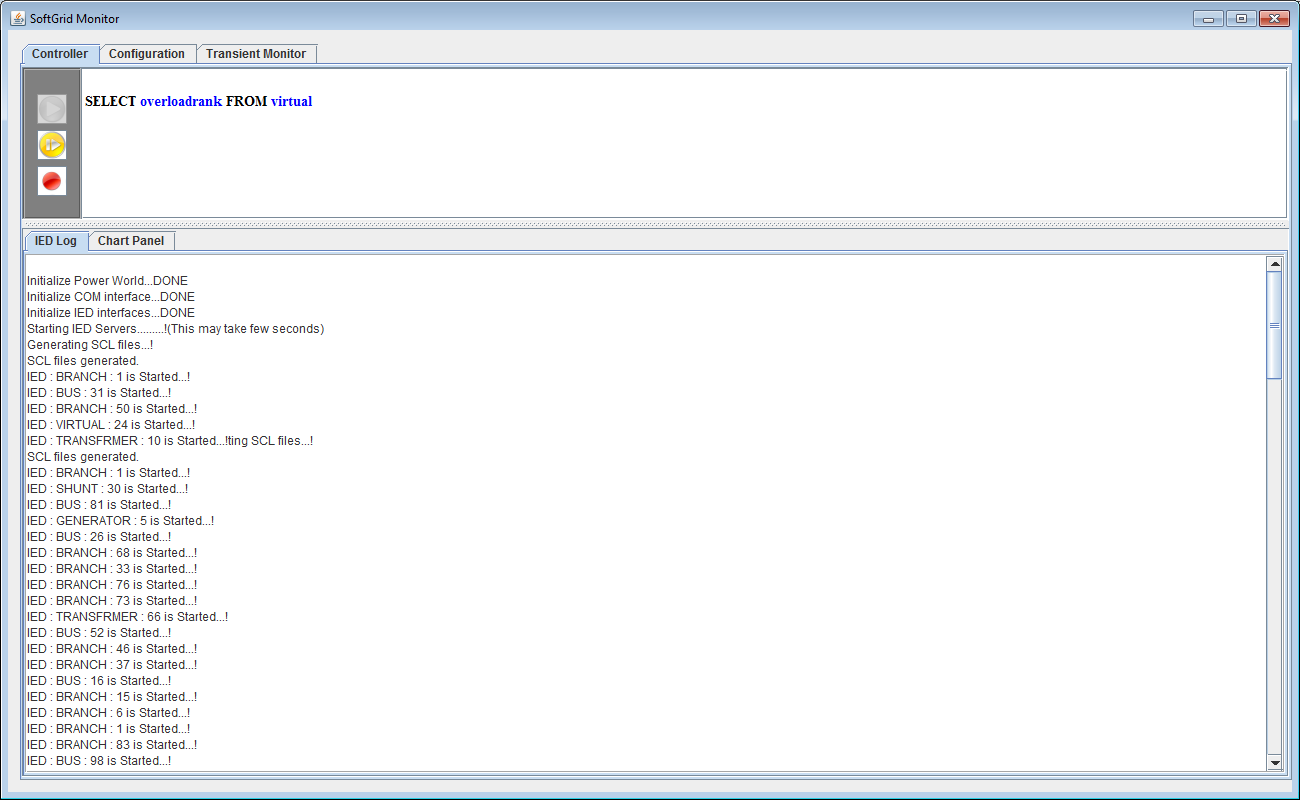 SoftGrid Monitor
Controller Configuration Transient Monitor
SELECT overloadrank FROM virtual
IED Log Chart Panel
Initialize Power World...DONE
Initialize COM interface...DONE
Initialize IED interfaces...DONE
Starting IED Servers.........!(This may take few seconds)
Generating SCL files...!
SCL files generated.
IED : BRANCH : 1 is Started...!
IED : BUS : 31 is Started...!
IED : BRANCH : 50 is Started...!
IED : VIRTUAL : 24 is Started...!
IED : TRANSFRMER : 10 is Started...!ting SCL files...!
SCL files generated.
IED : BRANCH : 1 is Started...!
IED : SHUNT : 30 is Started...!
IED : BUS : 81 is Started...!
IED : GENERATOR : 5 is Started...!
IED : BUS : 26 is Started...!
IED : BRANCH : 68 is Started...!
IED : BRANCH : 33 is Started...!
IED : BRANCH : 76 is Started...!
IED : BRANCH : 73 is Started...!
IED : TRANSFRMER : 66 is Started...!
IED : BUS : 52 is Started...!
IED : BRANCH : 46 is Started...!
IED : BRANCH : 37 is Started...!
IED : BUS : 16 is Started...!
IED : BRANCH : 15 is Started...!
IED : BRANCH : 6 is Started...!
IED : BRANCH : 1 is Started...!
IED : BRANCH : 83 is Started...!
IED : BUS : 98 is Started...!